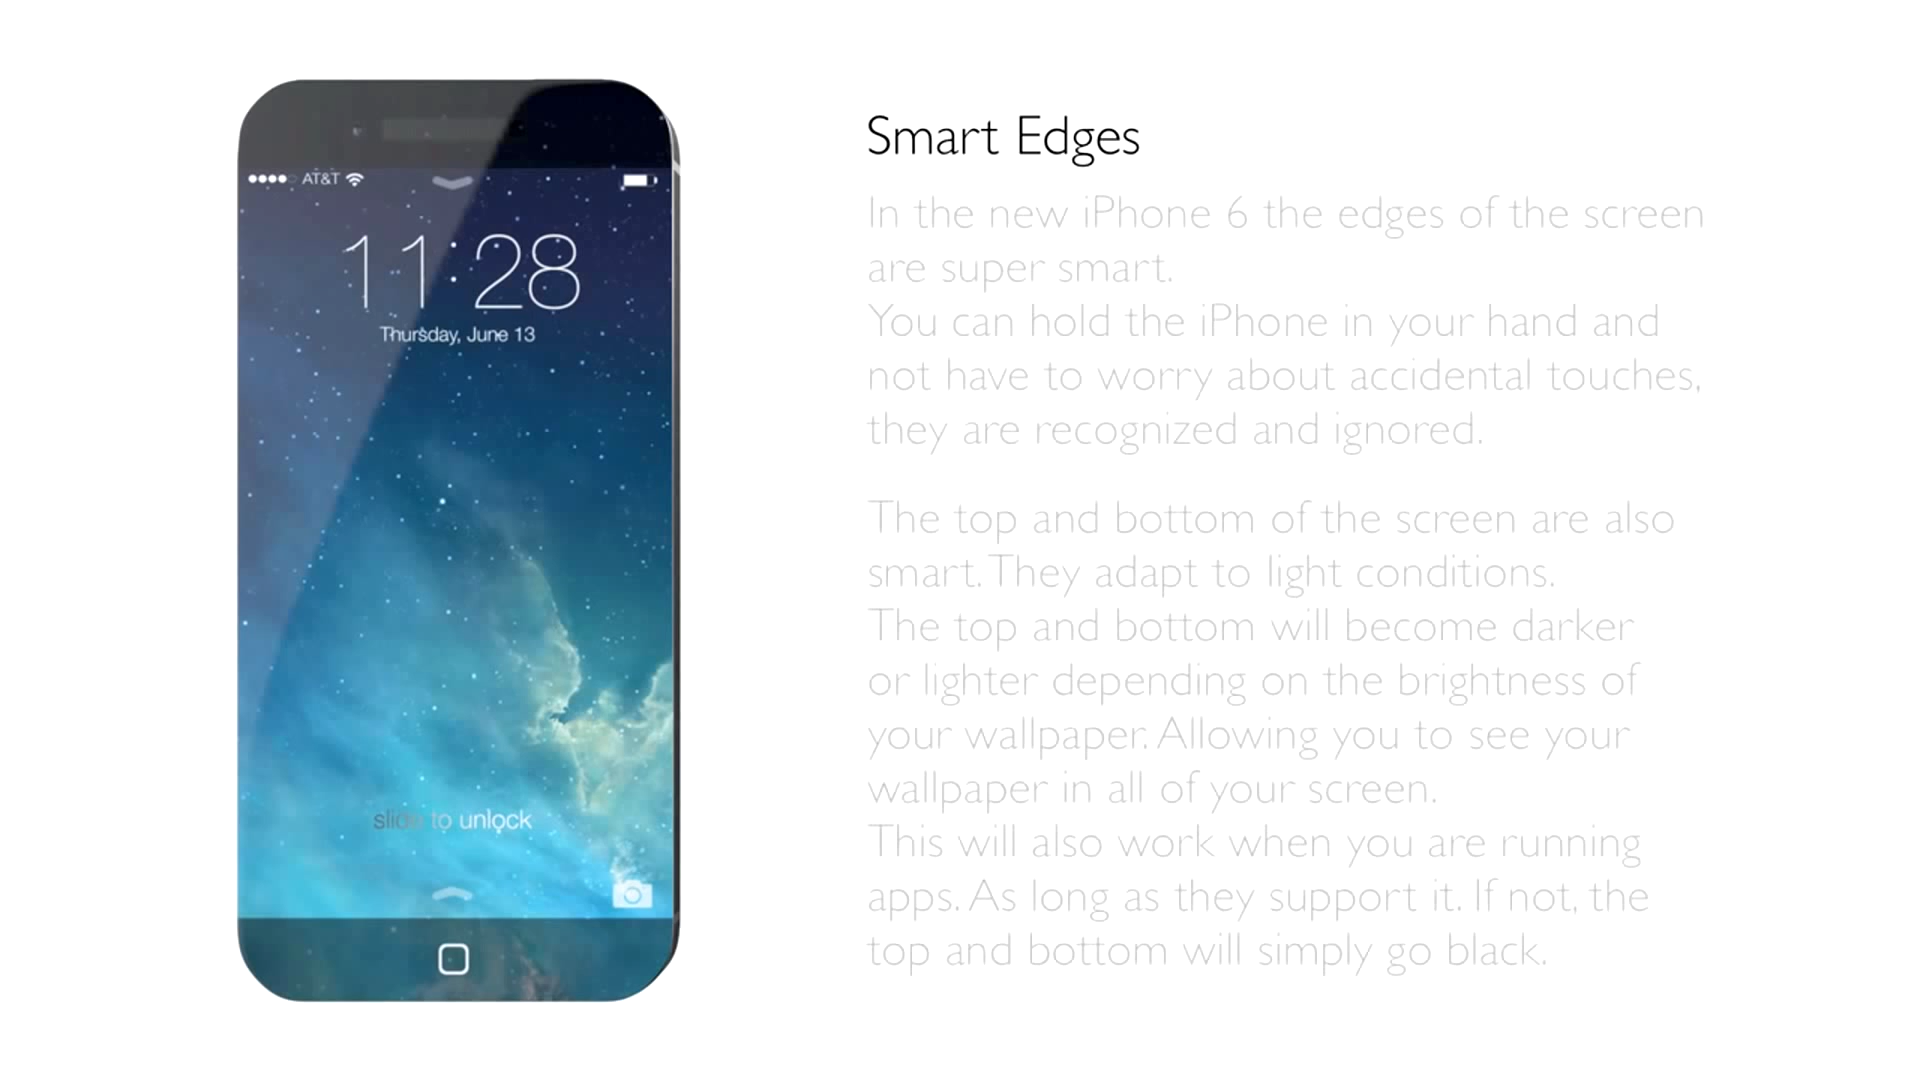 AT&T
11:28
Thursday, June 13
slide to unlock
Smart Edges
In the new iPhone 6 the edges of the screen
are super smart.
You can hold the iPhone in your hand and
not have to worry about accidental touches,
they are recognized and ignored.
The top and bottom of the screen are also
smart. They adapt to light conditions.
The top and bottom will become darker
or lighter depending on the brightness of
your wallpaper. Allowing you to see your
wallpaper in all of your screen.
This will also work when you are running
apps. As long as they support it. If not, the
top and bottom will simply go black.